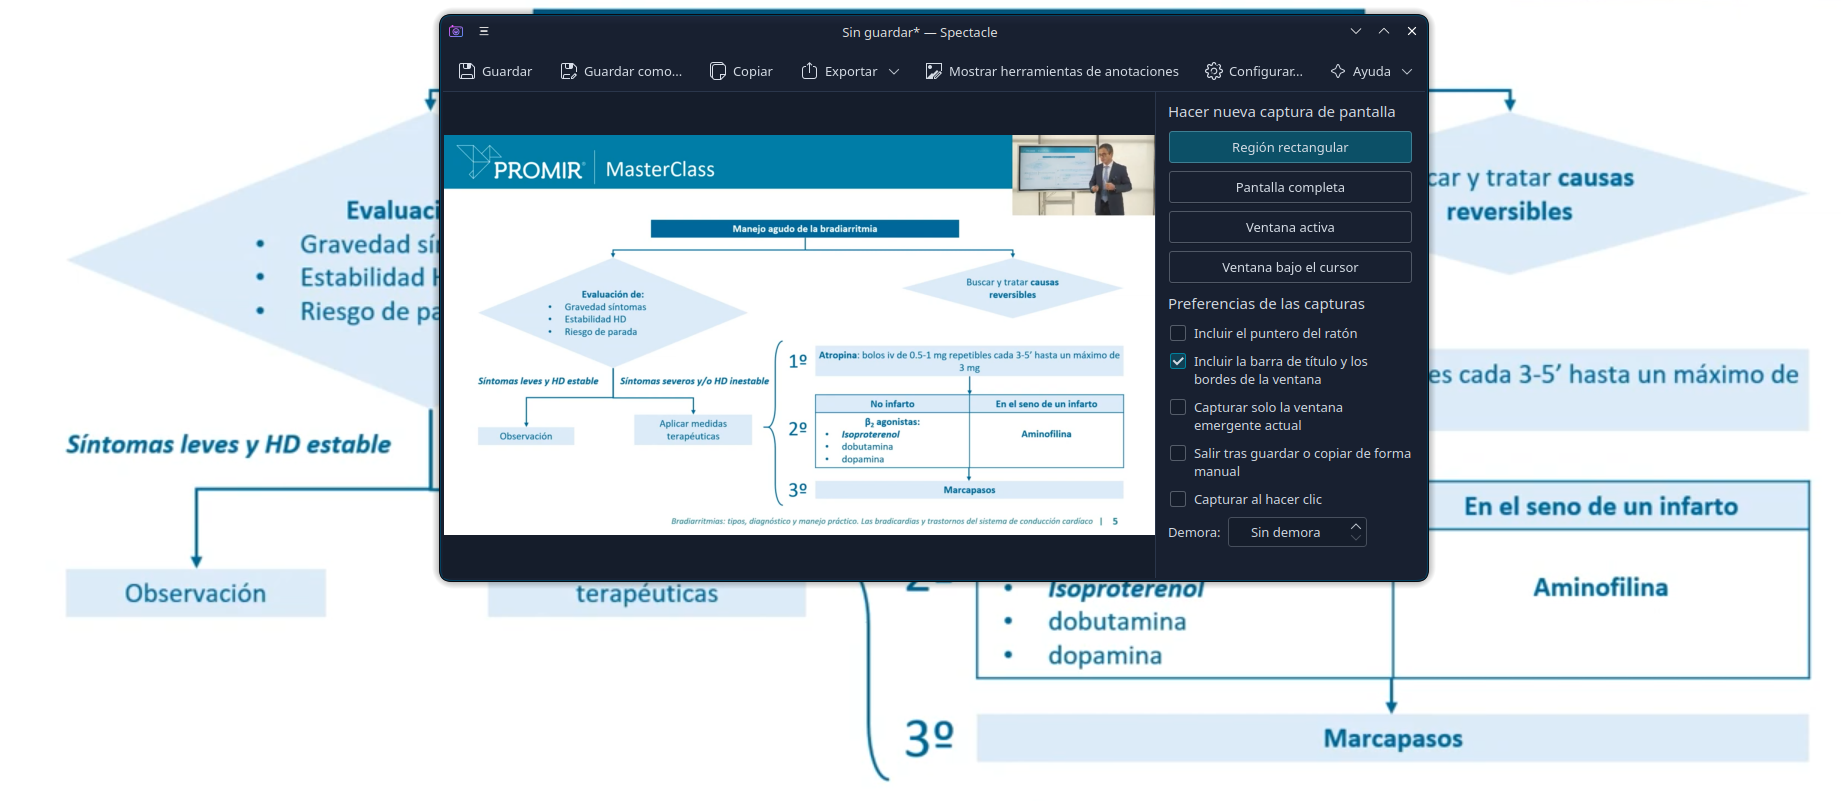 Sin guardar* — Spectacle
Guardar
Guardar como...
Copiar
Exportar
Mostrar herramientas de anotaciones
Configurar...
Ayuda
Hacer nueva captura de pantalla
Región rectangular
Pantalla completa
Ventana activa
Ventana bajo el cursor
Preferencias de las capturas
Incluir el puntero del ratón
Incluir la barra de título y los
bordes de la ventana
Capturar solo la ventana
emergente actual
Salir tras guardar o copiar de forma
manual
Capturar al hacer clic
Demora:
Sin demora
PROMIR
MasterClass
Manejo agudo de la bradiarritmia
Evaluación de:
• Gravedad síntomas
• Estabilidad HD
• Riesgo de parada
Buscar y tratar causas
reversibles
Síntomas leves y HD estable
Síntomas severos y/o HD inestable
Observación
Aplicar medidas
terapéuticas
1º
Atropina: bolos iv de 0.5-1 mg repetibles cada 3-5’ hasta un máximo de
3 mg
2º
No infarto
En el seno de un infarto
β2 agonistas:
• Isoproterenol
• dobutamina
• dopamina
Aminofilina
3º
Marcapasos
Bradiarritmias: tipos, diagnóstico y manejo práctico. Las bradicardias y trastornos del sistema de conducción cardíaco | 5
Evaluaci
• Gravedad sí
• Estabilidad H
• Riesgo de pa
car y tratar causas
reversibles
es cada 3-5’ hasta un máximo de
Síntomas leves y HD estable
En el seno de un infarto
Observación
terapéuticas
• Isoproterenol
• dobutamina
• dopamina
Aminofilina
3º
Marcapasos